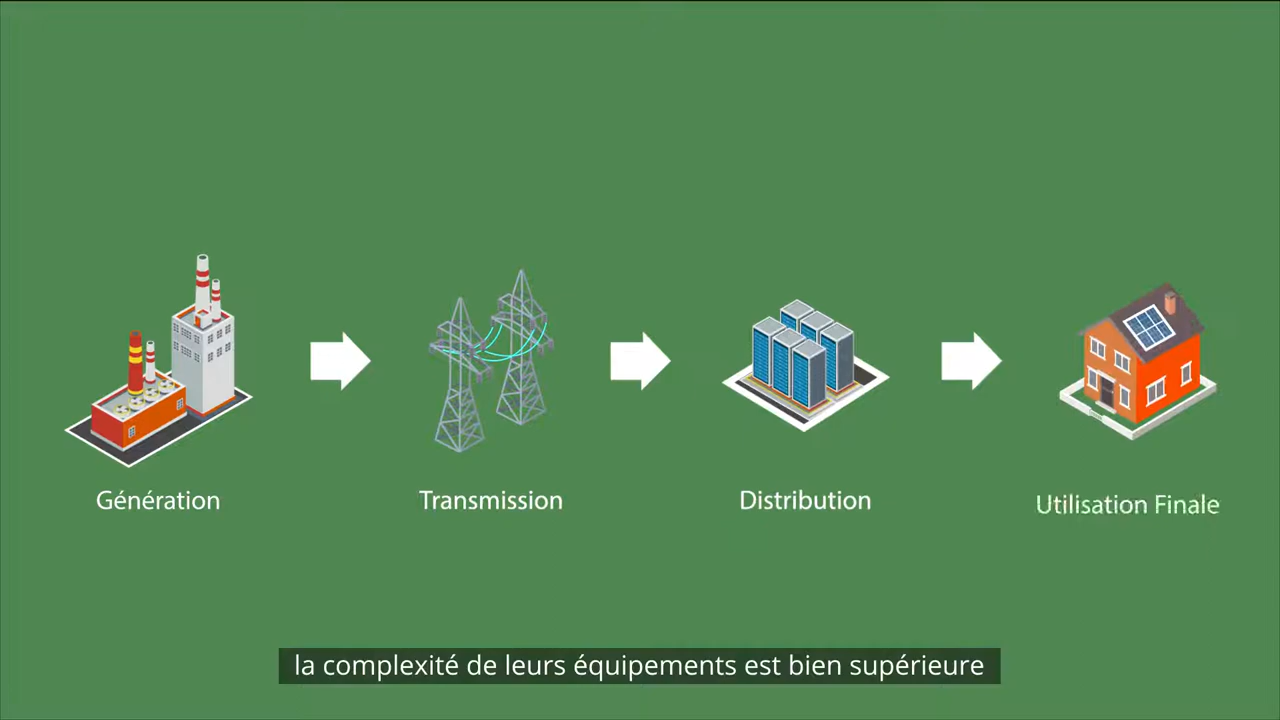 Génération
Transmission
Distribution
Utilisation Finale
la complexité de leurs équipements est bien supérieure